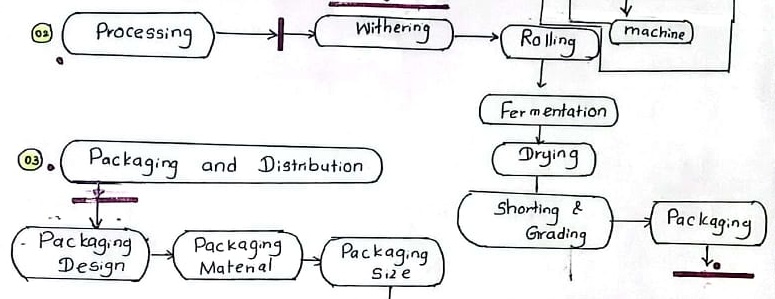 02 Processing
Withering
Rolling
machine
Fermentation
Drying
Shorting &
Grading
Packaging
03. Packaging and Distribution
Packaging
Design
Packaging
Material
Packaging
Size